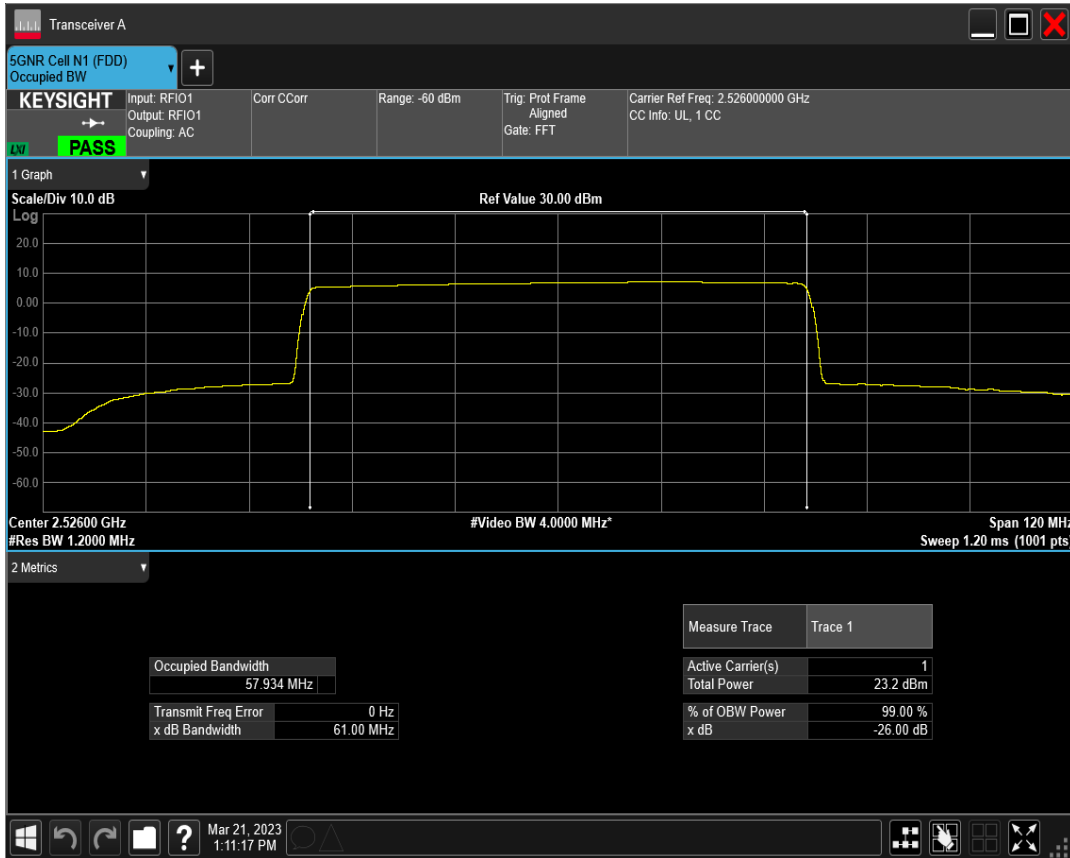 Transceiver A
5GNR Cell N1 (FDD)
Occupied BW
+
KEYSIGHT
LXI
PASS
Input: RFIO1
Output: RFIO1
Coupling: AC
Corr CCorr
Range: -60 dBm
Trig: Prot Frame
Aligned
Gate: FFT
Carrier Ref Freq: 2.526000000 GHz
CC Info: UL, 1 CC
1 Graph
Scale/Div 10.0 dB
Ref Value 30.00 dBm
Log
20.0
10.0
0.00
-10.0
-20.0
-30.0
-40.0
-50.0
-60.0
Center 2.52600 GHz
#Video BW 4.0000 MHz*
Span 120 MHz
#Res BW 1.2000 MHz
Sweep 1.20 ms (1001 pts)
2 Metrics
Measure Trace Trace 1
Occupied Bandwidth
57.934 MHz
Active Carrier(s) 1
Total Power 23.2 dBm
Transmit Freq Error 0 Hz
x dB Bandwidth 61.00 MHz
% of OBW Power 99.00 %
x dB -26.00 dB
?
Mar 21, 2023
1:11:17 PM